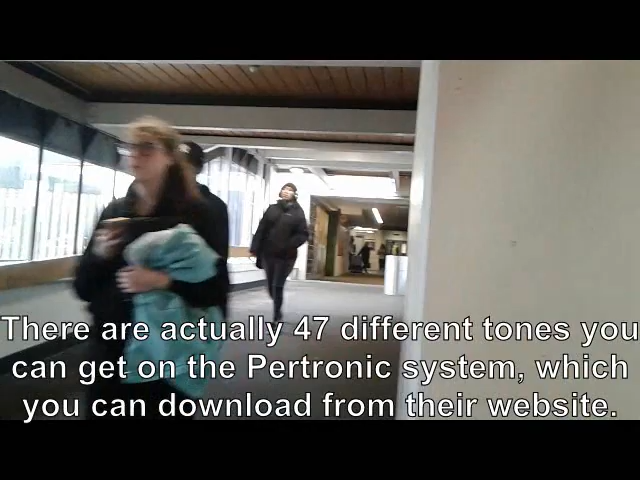 There are actually 47 different tones you
can get on the Pertronic system, which
you can download from their website.